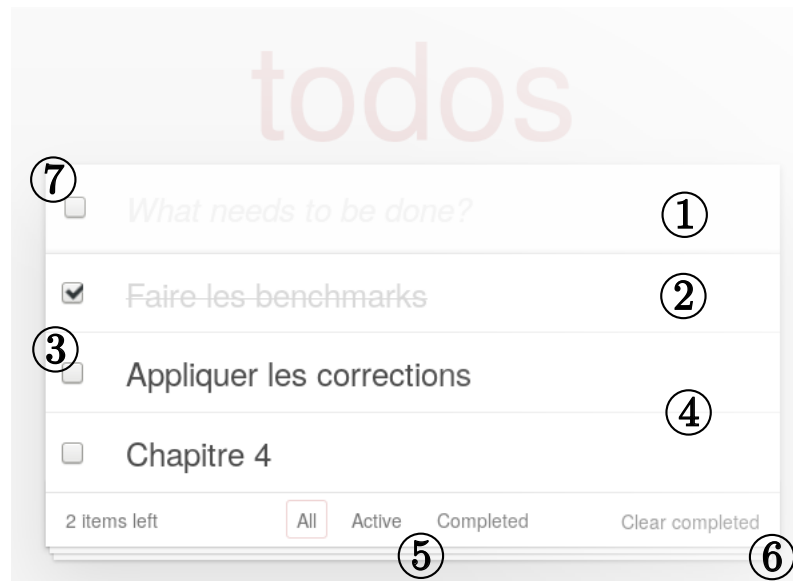 todos
⑦
What needs to be done? ①
Faire les benchmarks ②
③
Appliquer les corrections
④
Chapitre 4
2 items left All Active Completed Clear completed
⑤ ⑥